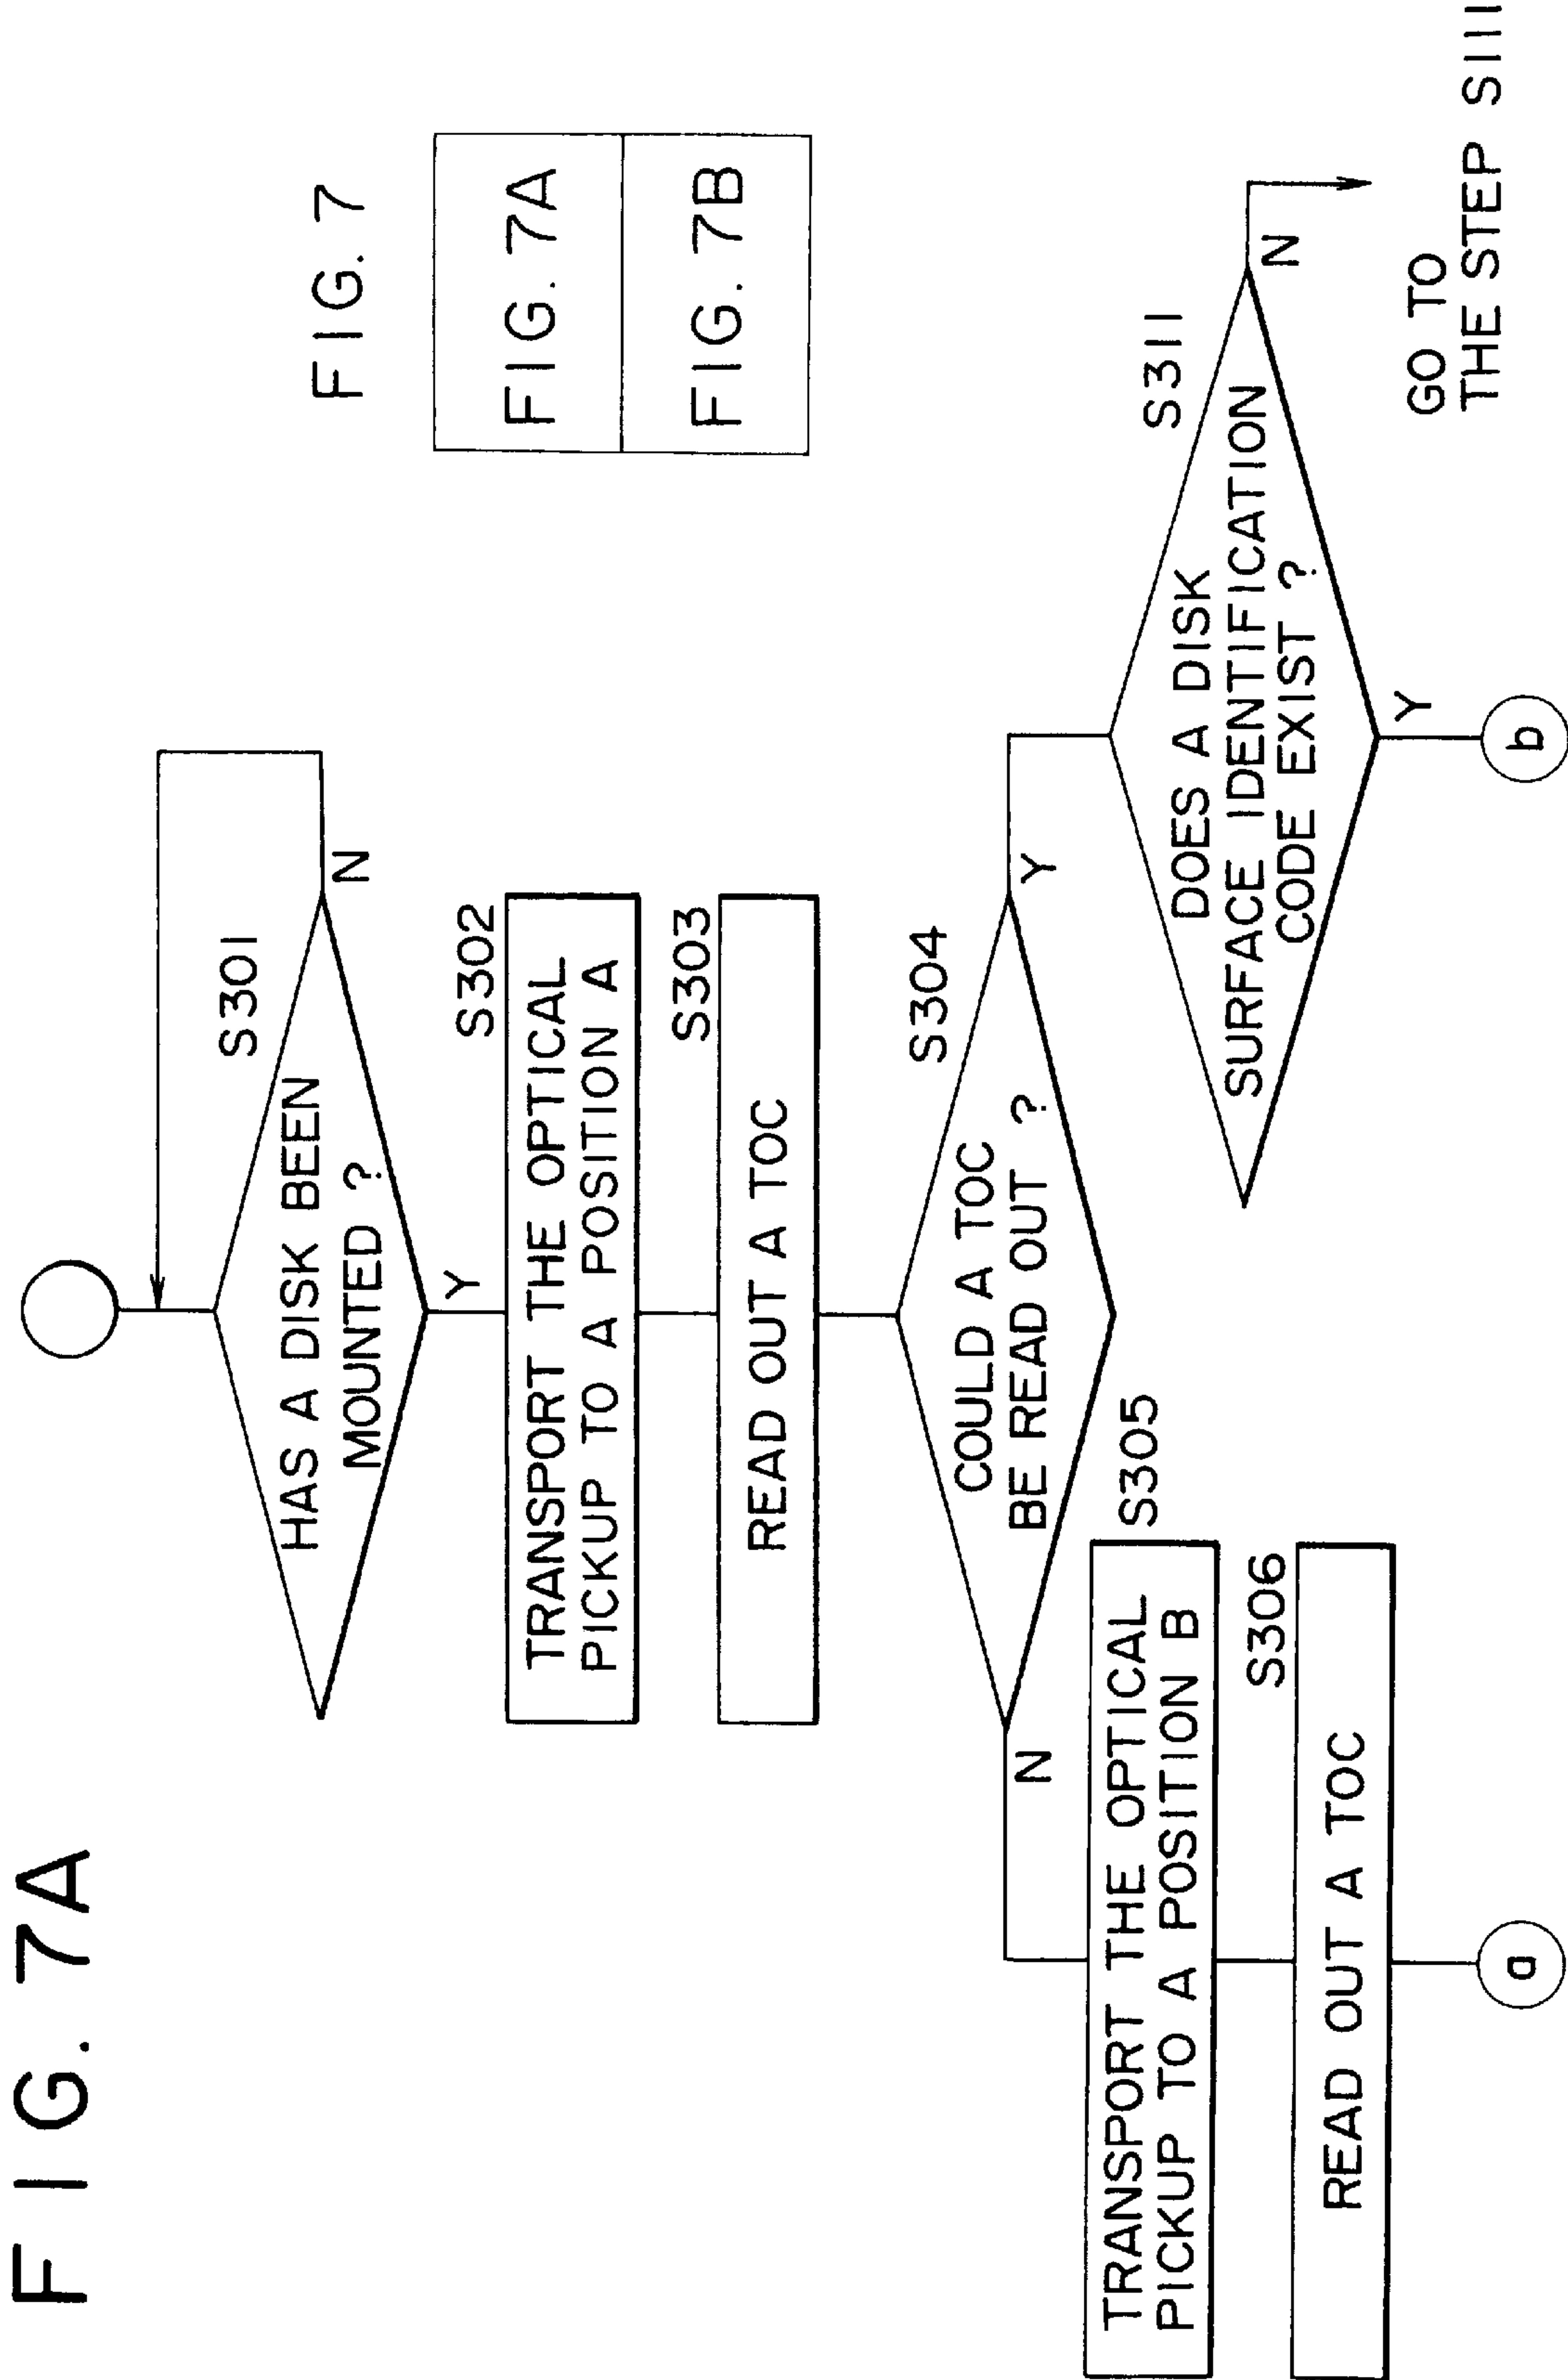 FIG. 7A
FIG. 7
FIG. 7A
FIG. 7B
S301
HAS A DISK BEEN
MOUNTED ?
N
Y
S302
TRANSPORT THE OPTICAL
PICKUP TO A POSITION A
S303
READ OUT A TOC
S304
COULD A TOC
BE READ OUT ?
N
Y
S305
TRANSPORT THE OPTICAL
PICKUP TO A POSITION B
S306
READ OUT A TOC
a
S311
DOES A DISK
SURFACE IDENTIFICATION
CODE EXIST ?
N
Y
b
GO TO
THE STEP S111